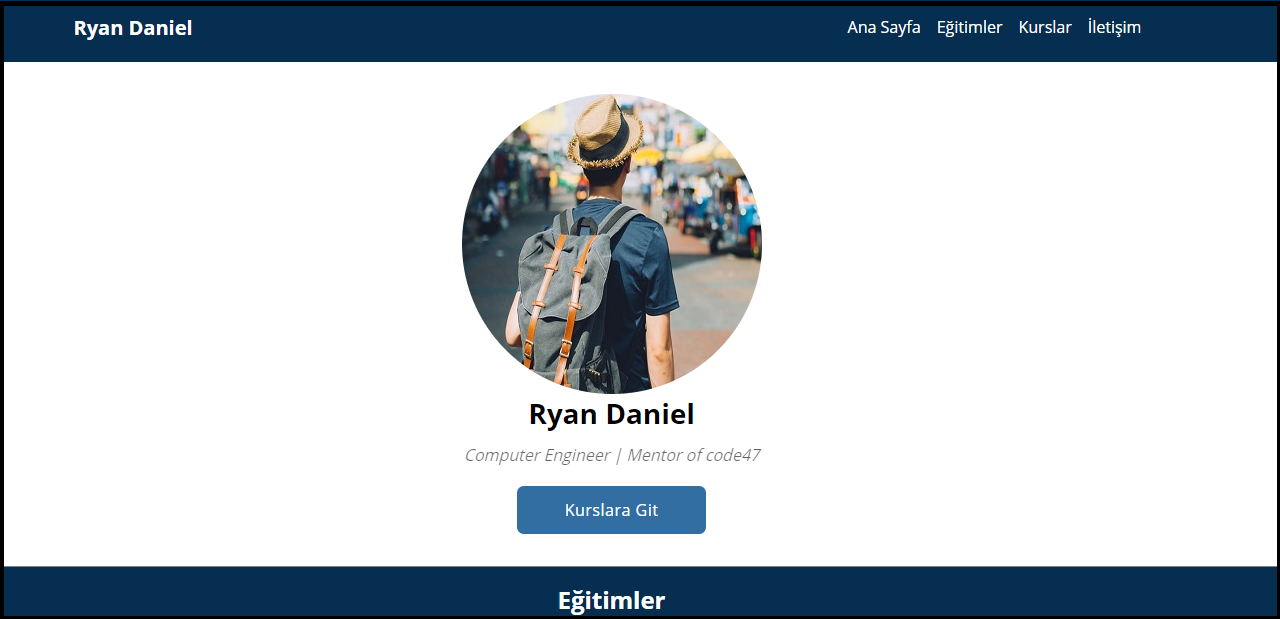 Ryan Daniel
Ana Sayfa Eğitimler Kurslar İletişim
Ryan Daniel
Computer Engineer | Mentor of code47
Kurslara Git
Eğitimler